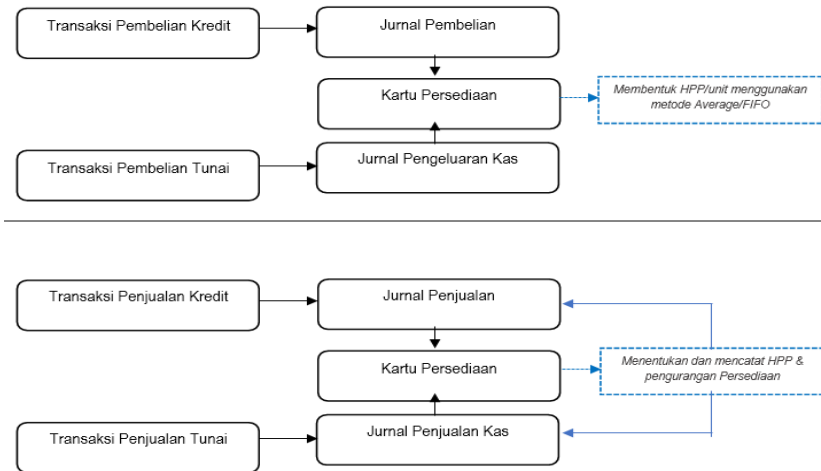 Transaksi Pembelian Kredit
Jurnal Pembelian
Kartu Persediaan
Membentuk HPP/unit menggunakan
metode Average/FIFO
Transaksi Pembelian Tunai
Jurnal Pengeluaran Kas
Transaksi Penjualan Kredit
Jurnal Penjualan
Kartu Persediaan
Menentukan dan mencatat HPP &
pengurangan Persediaan
Transaksi Penjualan Tunai
Jurnal Penjualan Kas